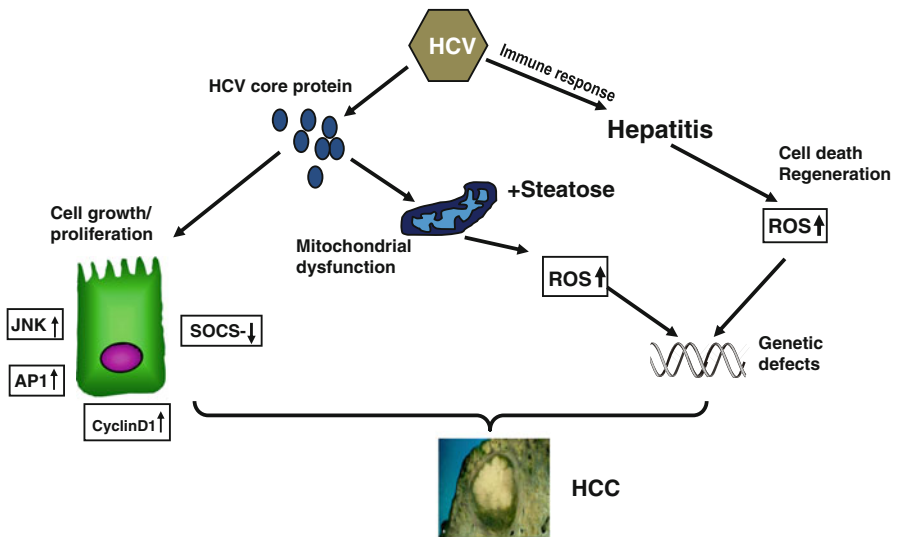 HCV
Immune response
HCV core protein
Hepatitis
Cell death
Regeneration
+Steatose
Cell growth/
proliferation
Mitochondrial
dysfunction
ROS↑
ROS↑
JNK↑
SOCS-↓
Genetic
defects
AP1↑
CyclinD1↑
HCC